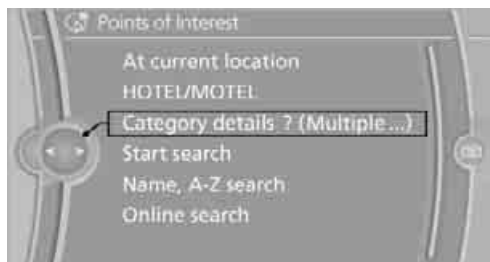 Points of Interest
At current location
HOTEL/MOTEL
Category details ? (Multiple ...)
Start search
Name, A-Z search
Online search